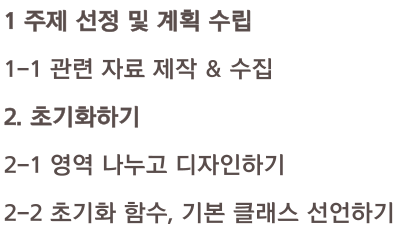 1 주제 선정 및 계획 수립
1-1 관련 자료 제작 & 수집
2. 초기화하기
2-1 영역 나누고 디자인하기
2-2 초기화 함수, 기본 클래스 선언하기